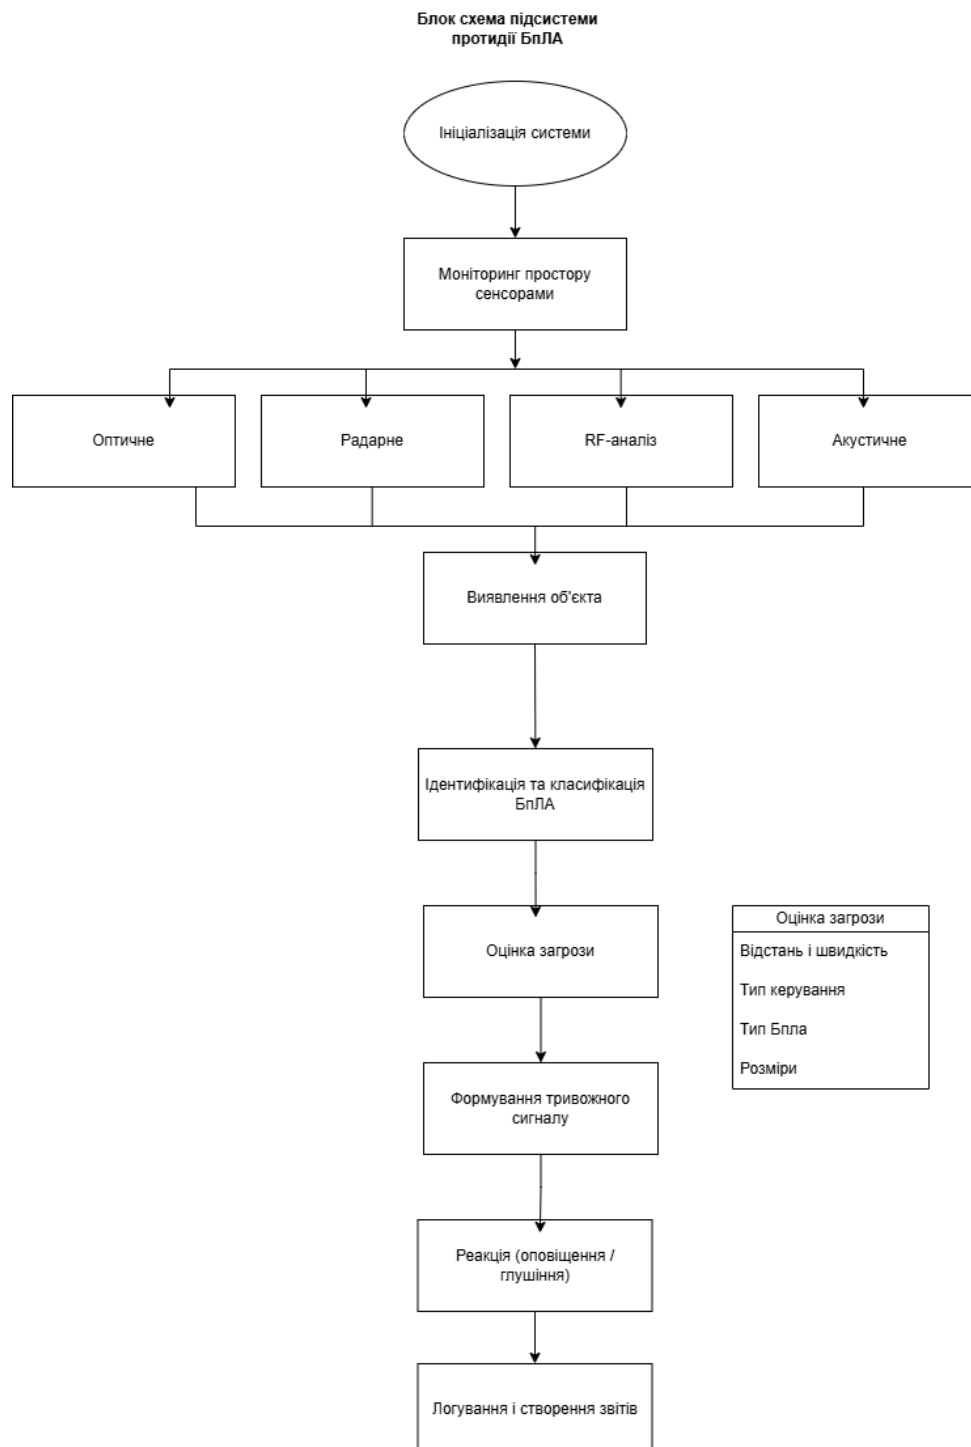 Блок схема підсистеми
протидії БпЛА
Ініціалізація системи
Моніторинг простору
сенсорами
Оптичне
Радарне
RF-аналіз
Акустичне
Виявлення об'єкта
Ідентифікація та класифікація
БпЛА
Оцінка загрози
Оцінка загрози
Відстань і швидкість
Тип керування
Тип Бпла
Розміри
Формування тривожного
сигналу
Реакція (оповіщення /
глушіння)
Логування і створення звітів